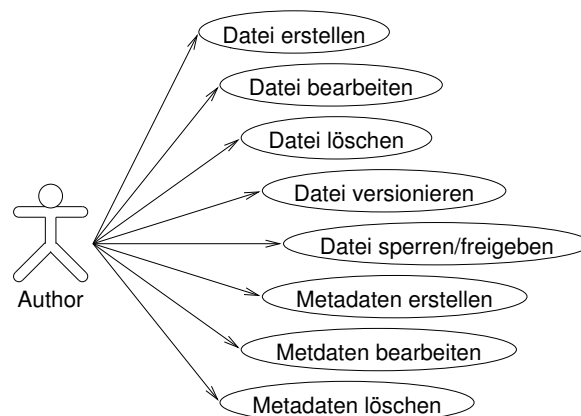 Datei erstellen
Datei bearbeiten
Datei löschen
Datei versionieren
Datei sperren/freigeben
Author
Metadaten erstellen
Metdaten bearbeiten
Metadaten löschen